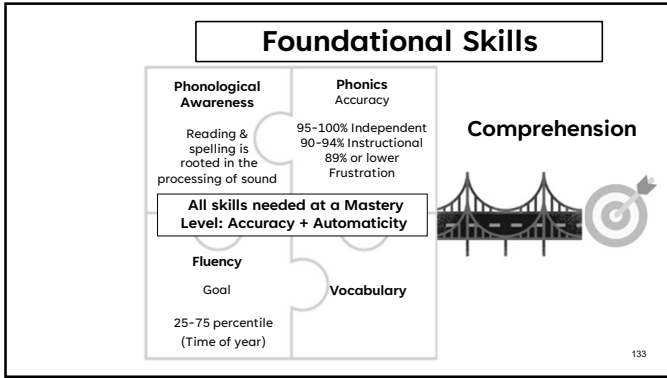 Foundational Skills
Phonological
Awareness
Reading &
spelling is
rooted in the
processing of sound
Phonics
Accuracy
95-100% Independent
90-94% Instructional
89% or lower
Frustration
Comprehension
All skills needed at a Mastery
Level: Accuracy + Automaticity
Fluency
Goal
25-75 percentile
(Time of year)
Vocabulary
133